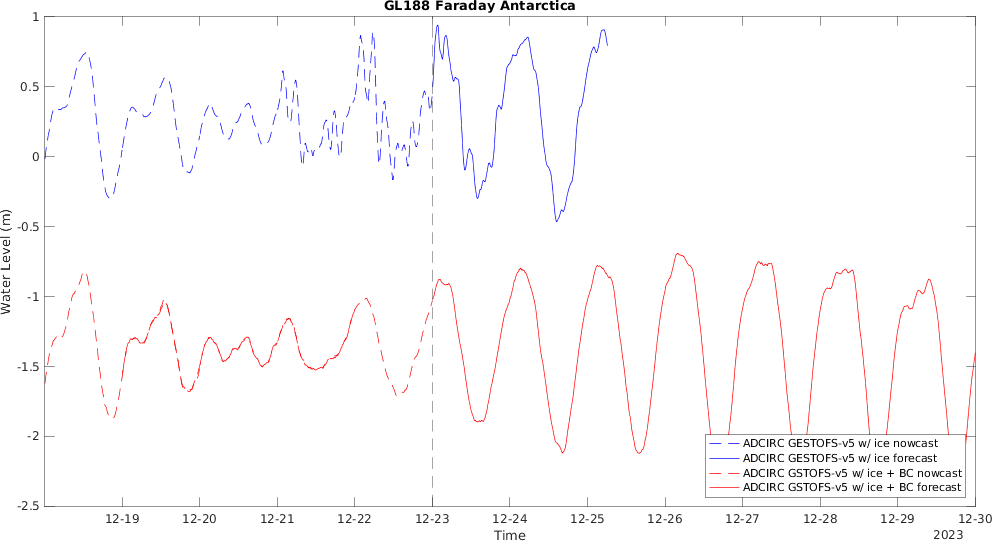 GL188 Faraday Antarctica
1
0.5
0
-0.5
-1
-1.5
-2
-2.5
Water Level (m)
ADCIRC GESTOFS-v5 w/ ice nowcast
ADCIRC GESTOFS-v5 w/ ice forecast
ADCIRC GSTOFS-v5 w/ ice + BC nowcast
ADCIRC GSTOFS-v5 w/ ice + BC forecast
12-19 12-20 12-21 12-22 12-23 12-24 12-25 12-26 12-27 12-28 12-29 12-30
Time
2023